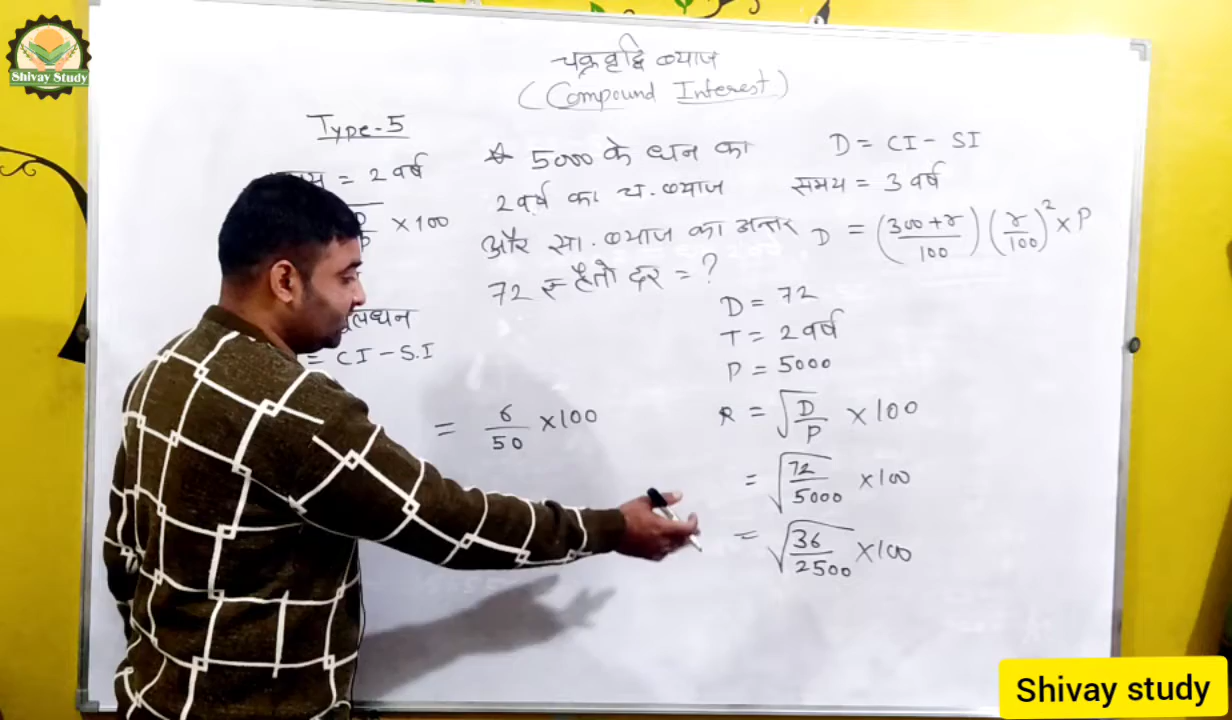 Shivay Study
चक्रवृद्धि ब्याज
(Compound Interest)
Type-5
= 2 वर्ष
× 100
मूलधन
= CI - S.I
☆ 5000 के धन का
2 वर्ष का च. ब्याज
और सा. ब्याज का अन्तर
72 रु है तो दर = ?
D = CI - SI
समय = 3 वर्ष
D = (300 + r / 100) (r / 100)² × P
D = 72
T = 2 वर्ष
P = 5000
R = √D/P × 100
= √72/5000 × 100
= √36/2500 × 100
= 6/50 × 100
Shivay study